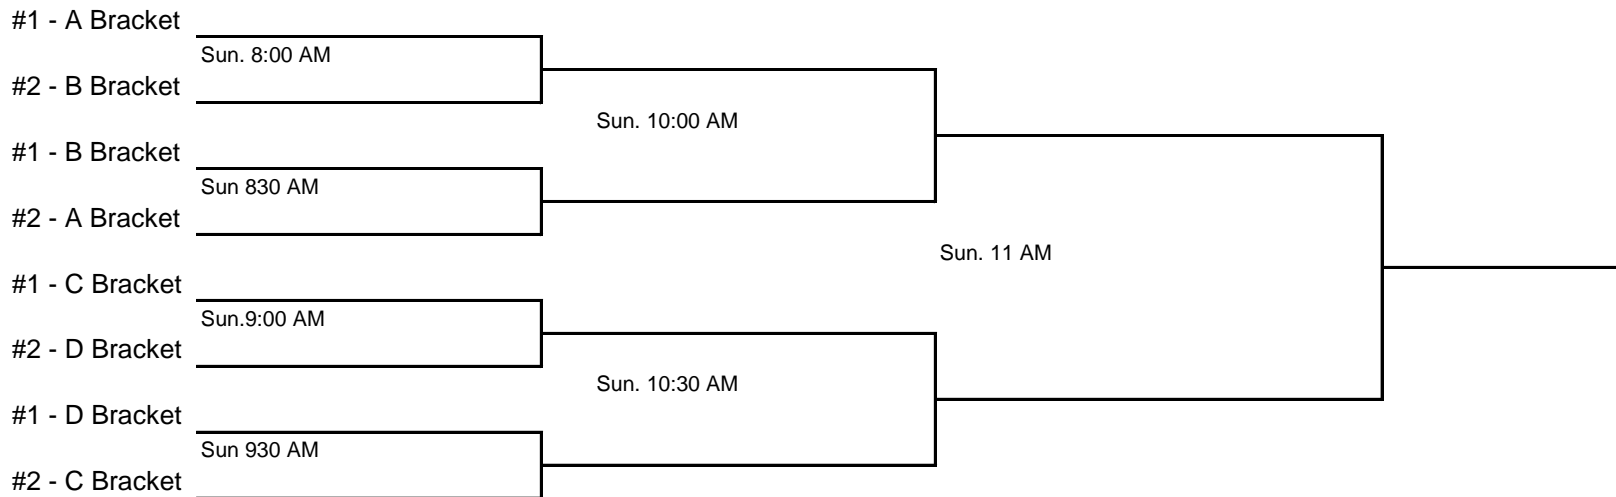 #1 - A Bracket
Sun. 8:00 AM
#2 - B Bracket
Sun. 10:00 AM
#1 - B Bracket
Sun 830 AM
#2 - A Bracket
Sun. 11 AM
#1 - C Bracket
Sun.9:00 AM
#2 - D Bracket
Sun. 10:30 AM
#1 - D Bracket
Sun 930 AM
#2 - C Bracket